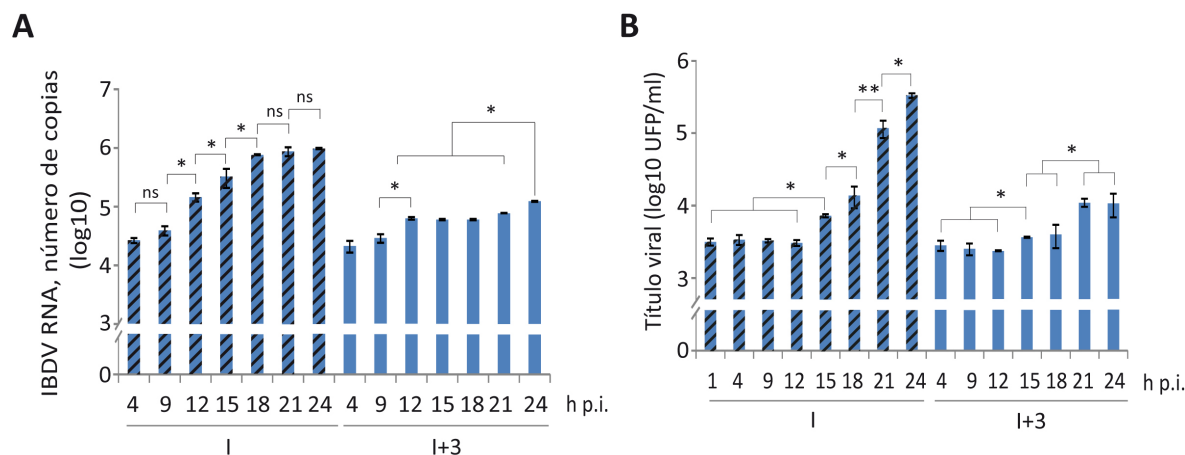 A
IBDV RNA, número de copias
(log10)
7
6
5
4
3
0
ns
*
*
*
ns
ns
*
*
4 9 12 15 18 21 24 4 9 12 15 18 21 24 h p.i.
I I+3
B
Título viral (log10 UFP/ml)
6
5
4
3
0
*
*
**
*
*
*
1 4 9 12 15 18 21 24 4 9 12 15 18 21 24 h p.i.
I I+3